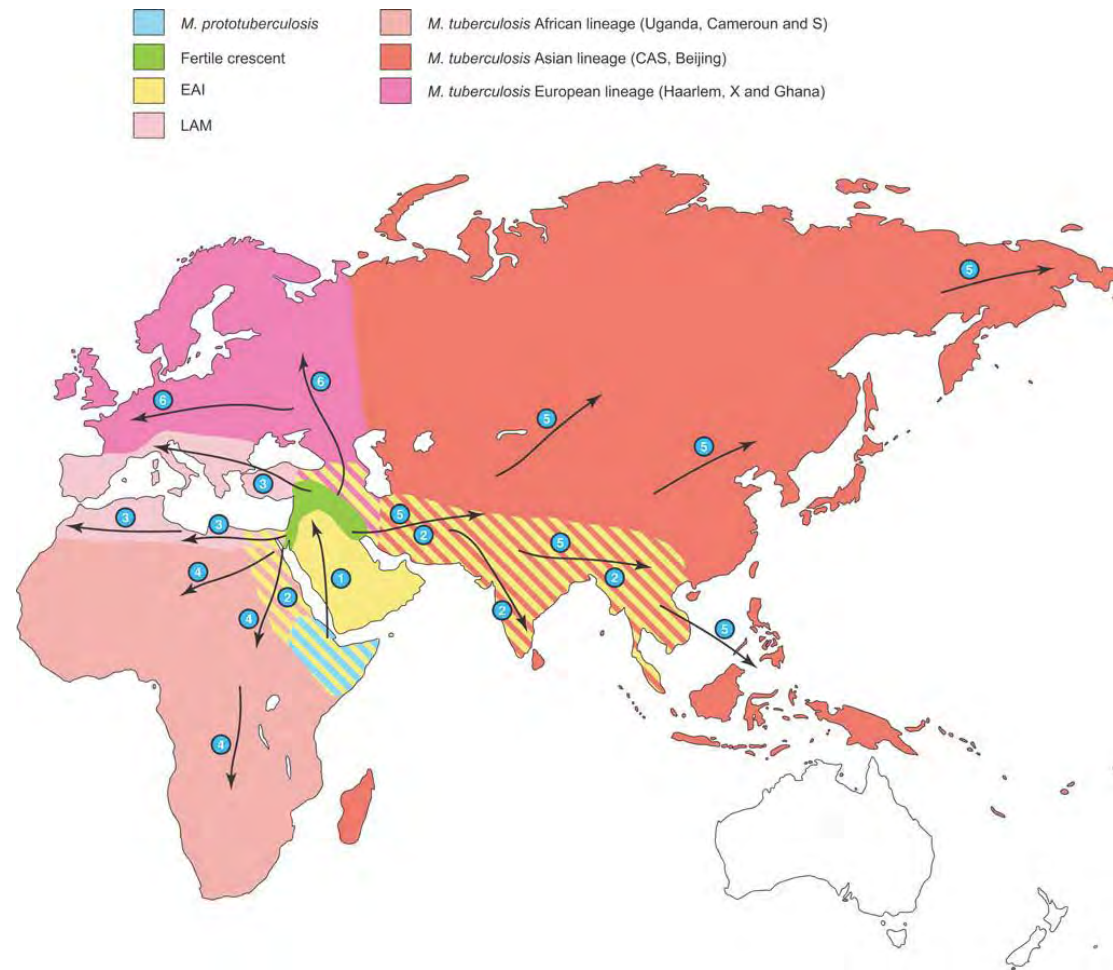 M. prototuberculosis
Fertile crescent
EAI
LAM
M. tuberculosis African lineage (Uganda, Cameroun and S)
M. tuberculosis Asian lineage (CAS, Beijing)
M. tuberculosis European lineage (Haarlem, X and Ghana)
5
6
6
5
5
3
5
3
3
2
5
4
1
2
2
4
2
5
4